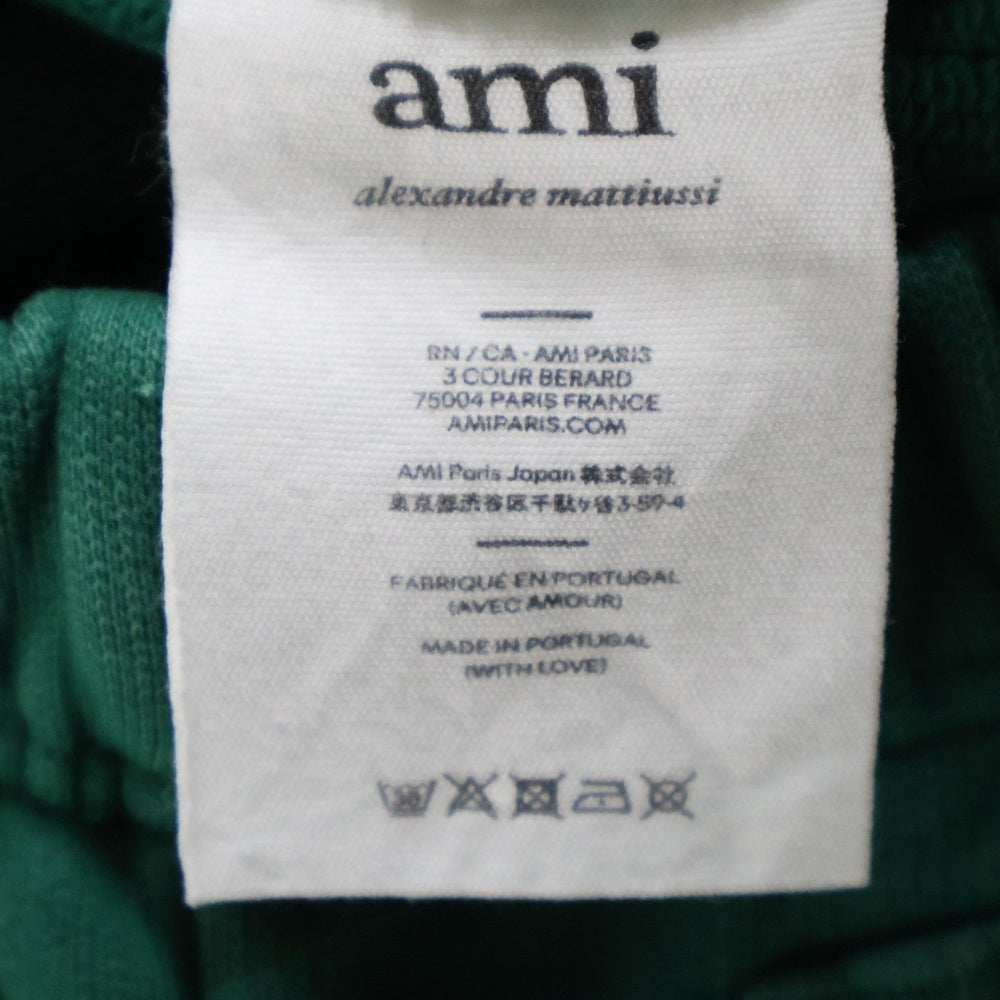 ami
alexandre mattiussi
RN / CA - AMI PARIS
3 COUR BERARD
75004 PARIS FRANCE
AMIPARIS.COM
AMI Paris Japan 株式会社
東京都渋谷区千駄ヶ谷3-59-4
FABRIQUÉ EN PORTUGAL
(AVEC AMOUR)
MADE IN PORTUGAL
(WITH LOVE)
30